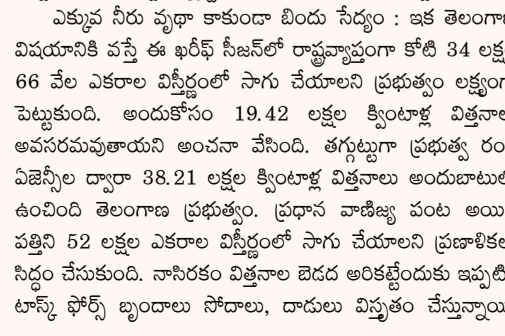 ఎక్కువ నీరు వృథా కాకుండా బిందు సేద్యం : ఇక తెలంగాణ
విషయానికి వస్తే ఈ ఖరీఫ్ సీజన్‌లో రాష్ట్రవ్యాప్తంగా కోటి 34 లక్ష
66 వేల ఎకరాల విస్తీర్ణంలో సాగు చేయాలని ప్రభుత్వం లక్ష్యంగ
పెట్టుకుంది. అందుకోసం 19.42 లక్షల క్వింటాళ్ల విత్తనాల
అవసరమవుతాయని అంచనా వేసింది. తగ్గుట్టుగా ప్రభుత్వ రం
ఏజెన్సీల ద్వారా 38.21 లక్షల క్వింటాళ్ల విత్తనాలు అందుబాటుల
ఉంచింది తెలంగాణ ప్రభుత్వం. ప్రధాన వాణిజ్య పంట అయి
పత్తిని 52 లక్షల ఎకరాల విస్తీర్ణంలో సాగు చేయాలని ప్రణాళికల
సిద్ధం చేసుకుంది. నాసిరకం విత్తనాల బెడద అరికట్టేందుకు ఇప్పటి
టాస్క్ ఫోర్స్ బృందాలు సోదాలు, దాడులు విస్తృతం చేస్తున్నాయి